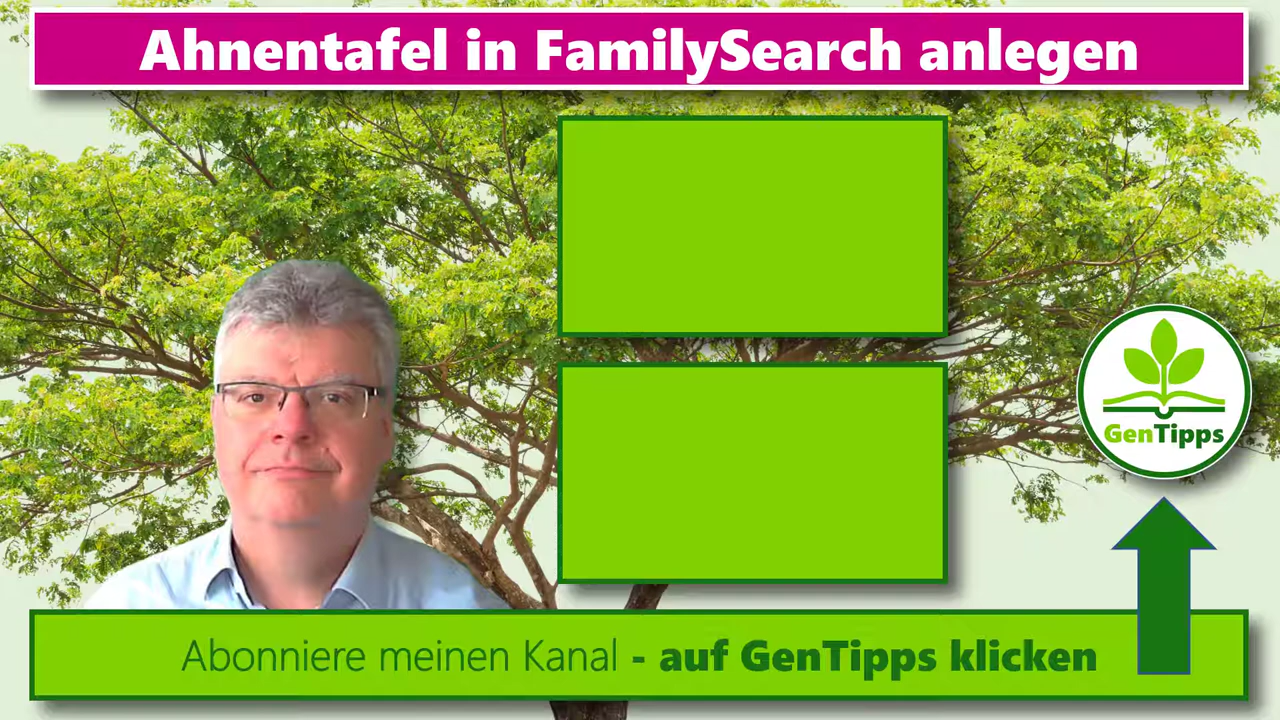 Ahnentafel in FamilySearch anlegen
GenTipps
Abonniere meinen Kanal - auf GenTipps klicken